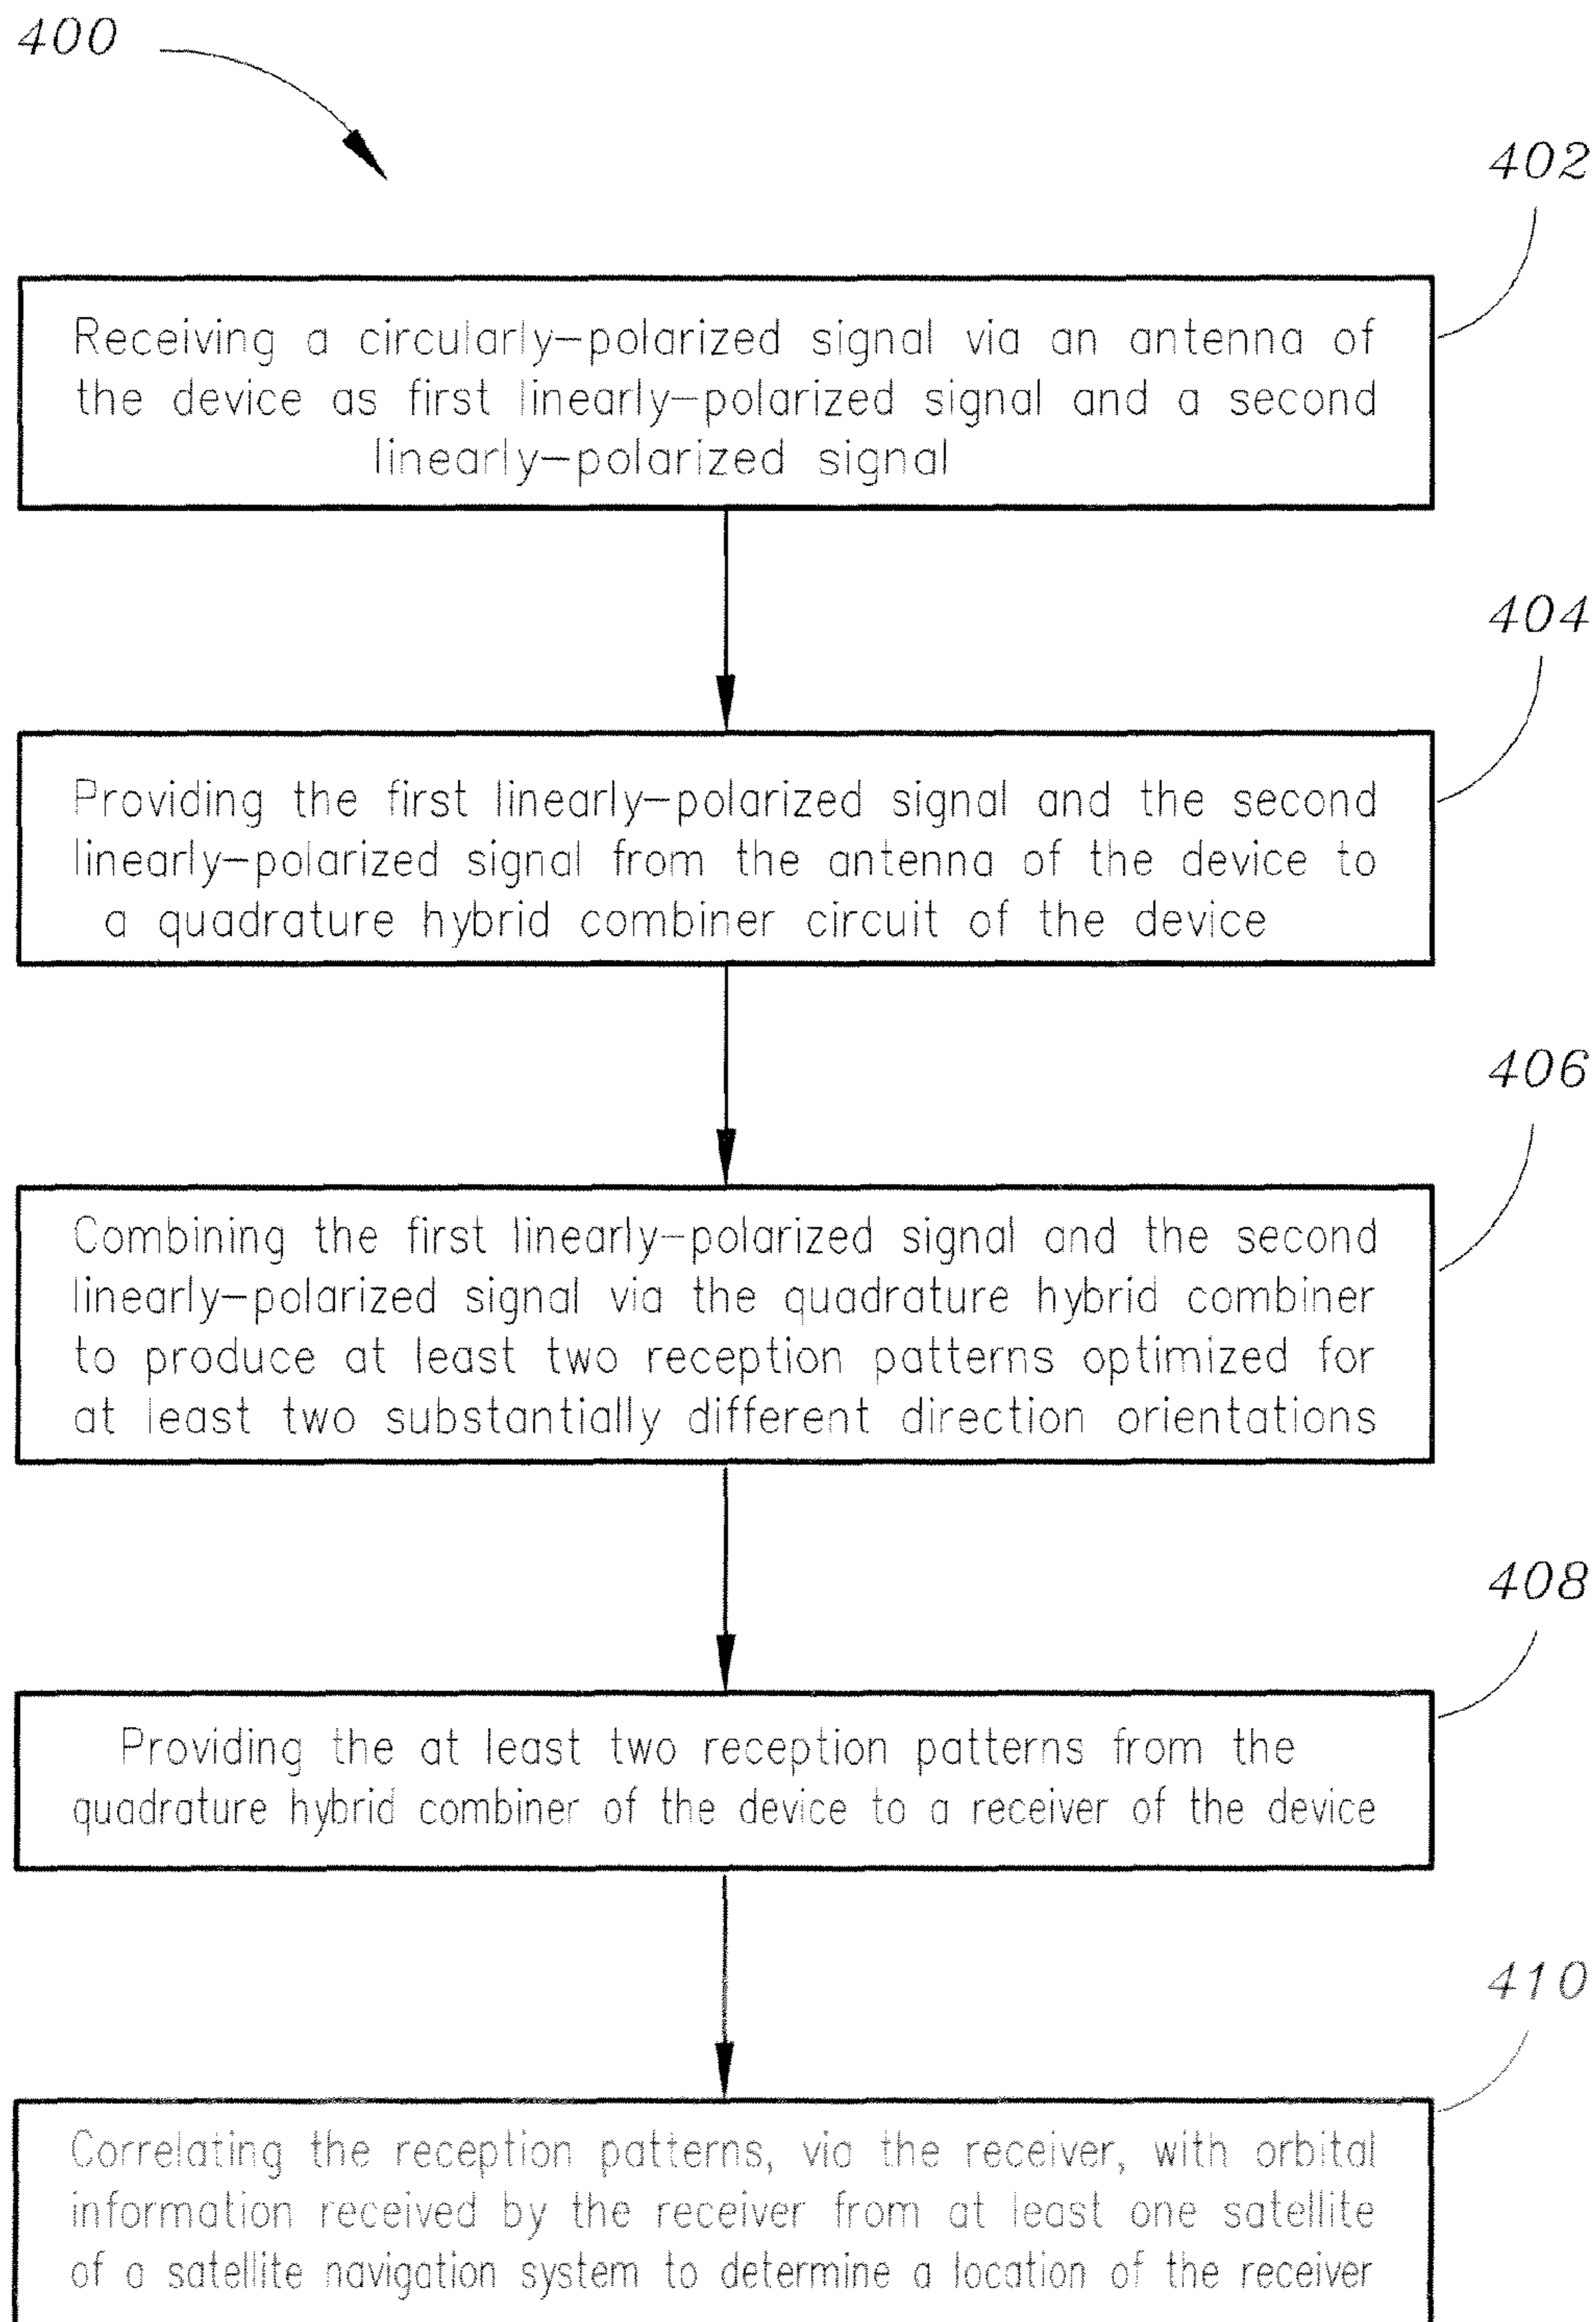 400
402
Receiving a circularly-polarized signal via an antenna of
the device as first linearly-polarized signal and a second
linearly-polarized signal
404
Providing the first linearly-polarized signal and the second
linearly-polarized signal from the antenna of the device to
a quadrature hybrid combiner circuit of the device
406
Combining the first linearly-polarized signal and the second
linearly-polarized signal via the quadrature hybrid combiner
to produce at least two reception patterns optimized for
at least two substantially different direction orientations
408
Providing the at least two reception patterns from the
quadrature hybrid combiner of the device to a receiver of the device
410
Correlating the reception patterns, via the receiver, with orbital
information received by the receiver from at least one satellite
of a satellite navigation system to determine a location of the receiver